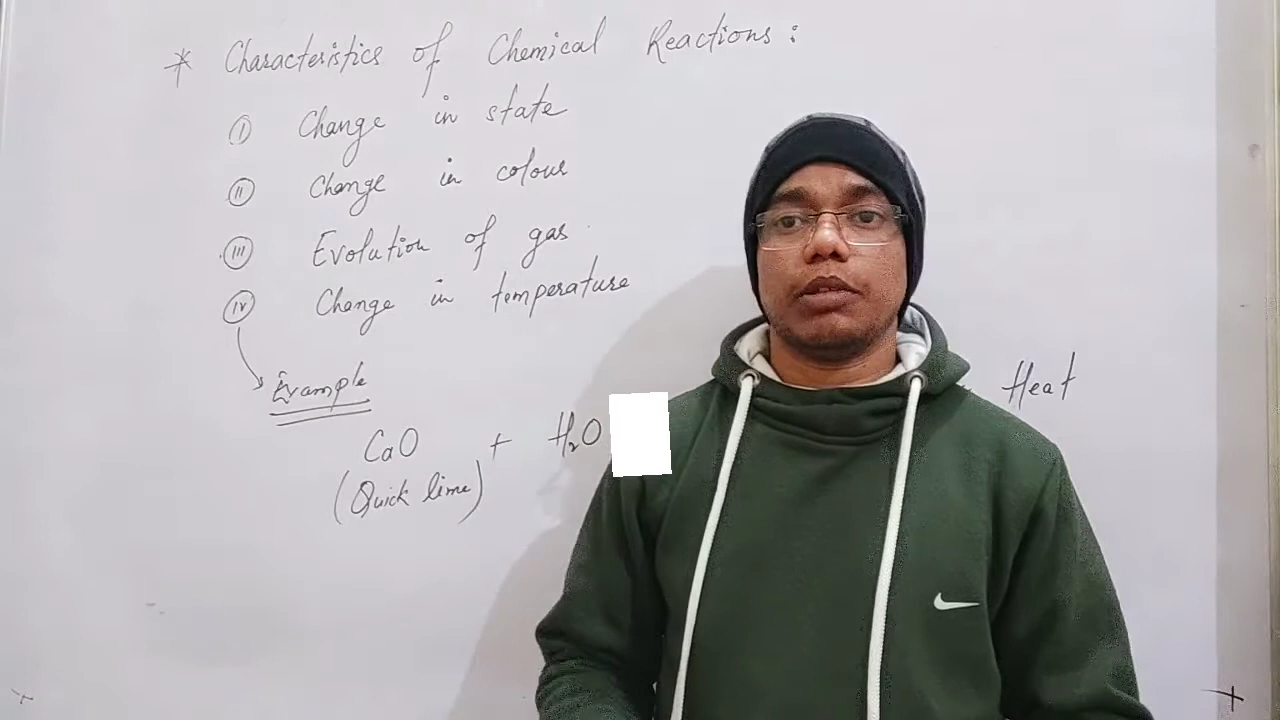 * Characteristics of Chemical Reactions :
(I) Change in state
(II) Change in colour
(III) Evolution of gas
(IV) Change in temperature
Example
CaO + H₂O Heat
(Quick lime)